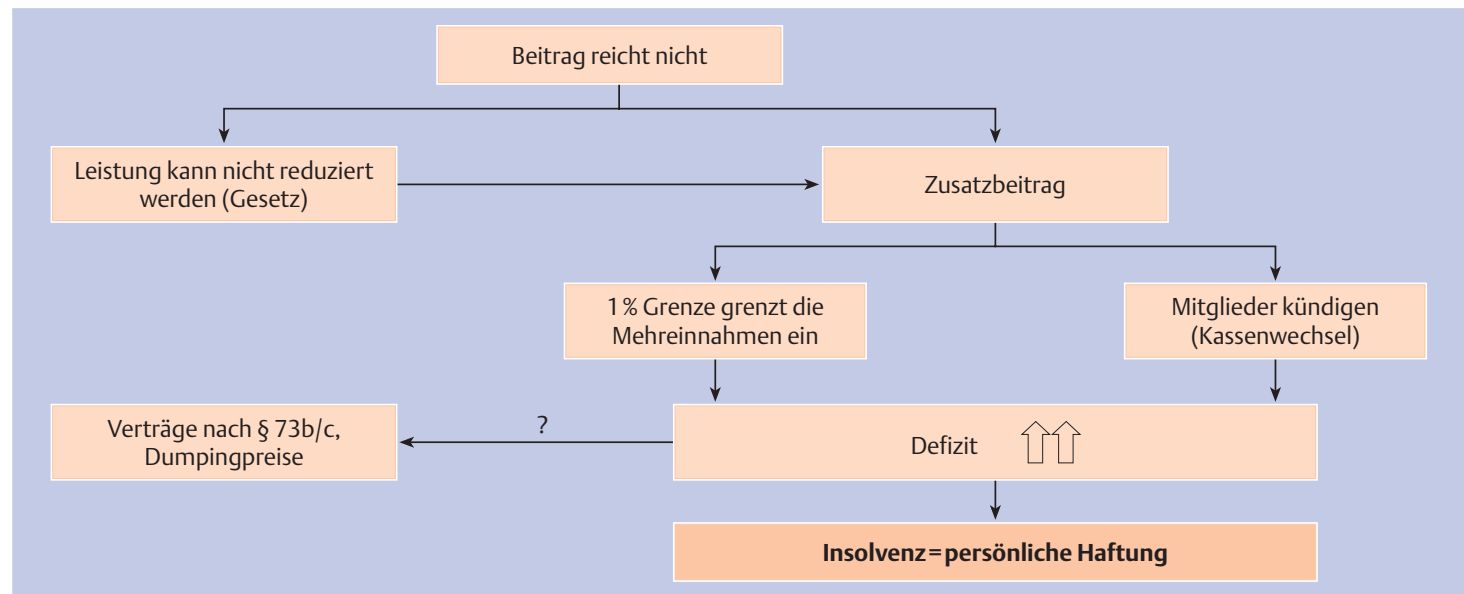 Beitrag reicht nicht
Leistung kann nicht reduziert
werden (Gesetz)
Zusatzbeitrag
1 % Grenze grenzt die
Mehreinnahmen ein
Mitglieder kündigen
(Kassenwechsel)
Verträge nach § 73b/c,
Dumpingpreise
?
Defizit
Insolvenz = persönliche Haftung